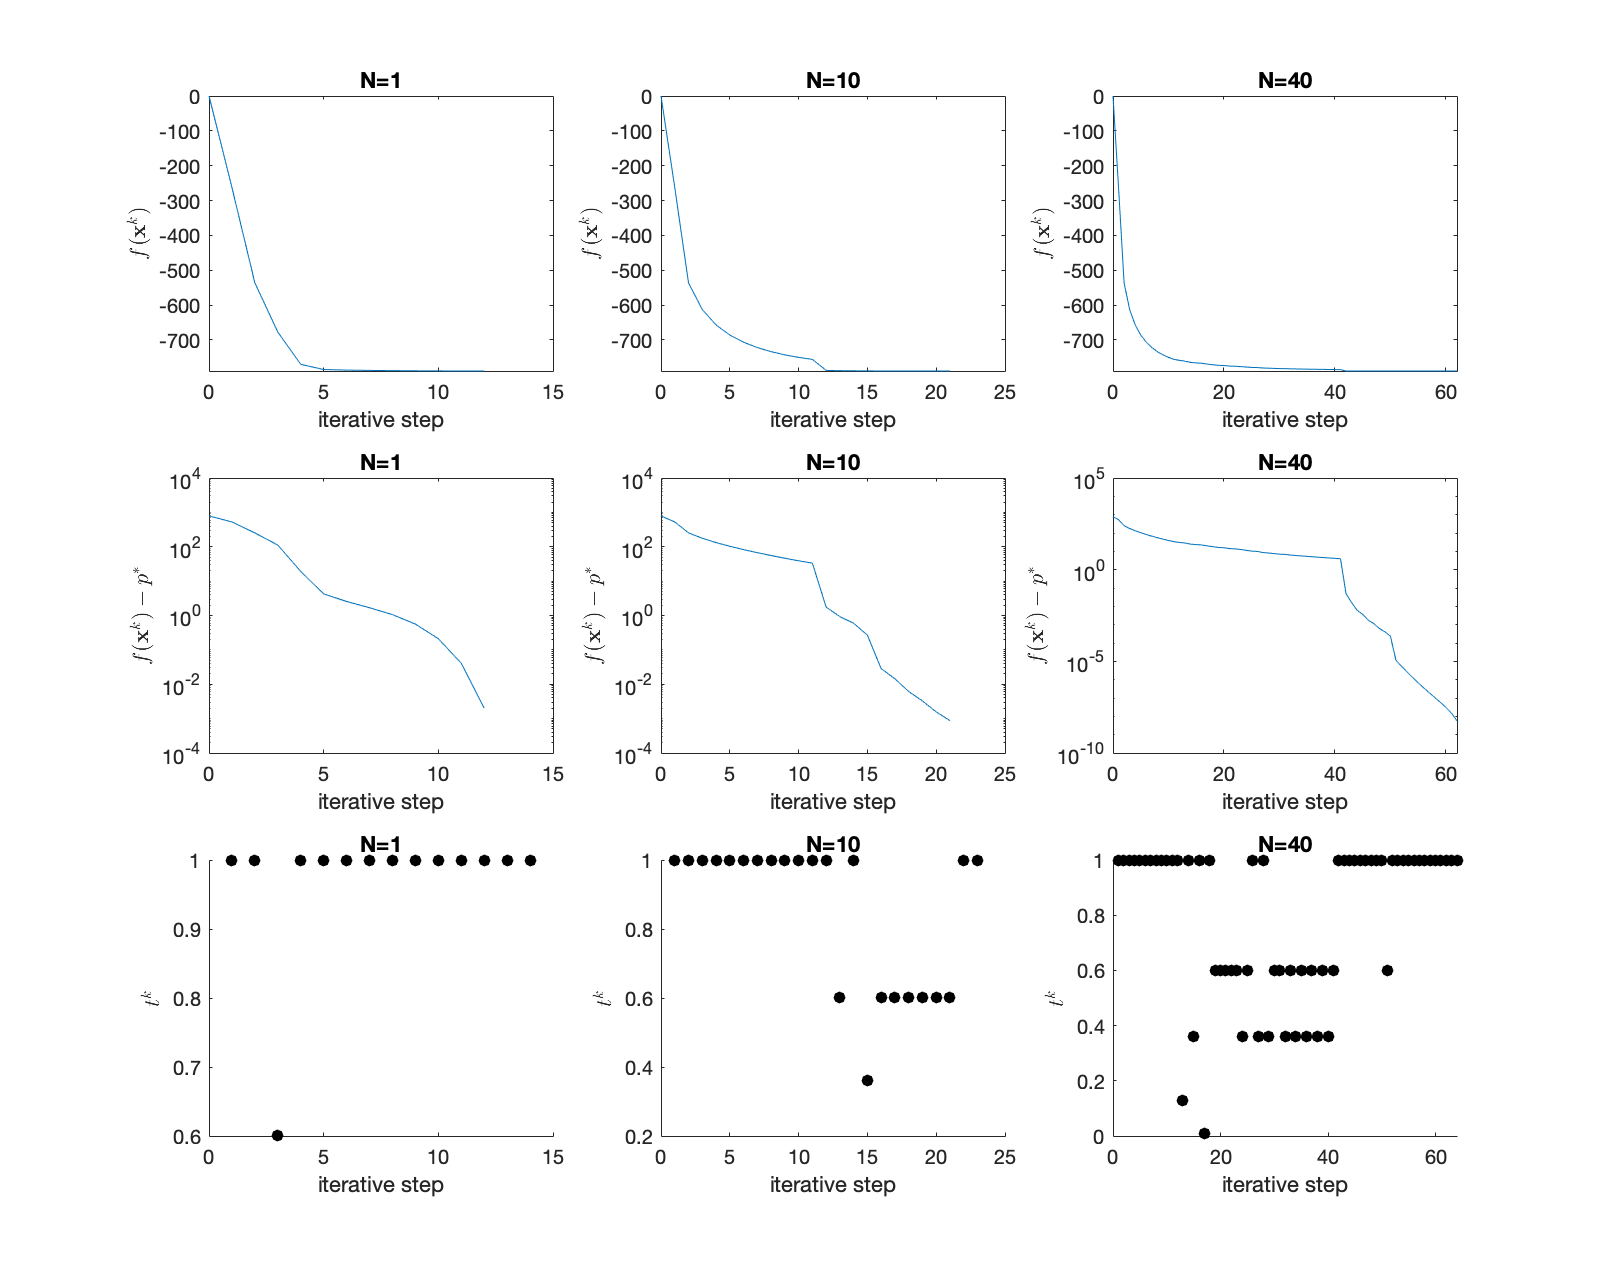 N=1
N=10
N=40
0
-100
-200
-300
-400
-500
-600
-700
f(x^k)
0 5 10 15
iterative step
0
-100
-200
-300
-400
-500
-600
-700
f(x^k)
0 5 10 15 20 25
iterative step
0
-100
-200
-300
-400
-500
-600
-700
f(x^k)
0 20 40 60
iterative step
N=1
N=10
N=40
10^4
10^2
10^0
10^-2
10^-4
f(x^k) − p*
0 5 10 15
iterative step
10^4
10^2
10^0
10^-2
10^-4
f(x^k) − p*
0 5 10 15 20 25
iterative step
10^5
10^0
10^-5
10^-10
f(x^k) − p*
0 20 40 60
iterative step
N=1
N=10
N=40
1
0.9
0.8
0.7
0.6
t^k
0 5 10 15
iterative step
1
0.8
0.6
0.4
0.2
t^k
0 5 10 15 20 25
iterative step
1
0.8
0.6
0.4
0.2
0
t^k
0 20 40 60
iterative step